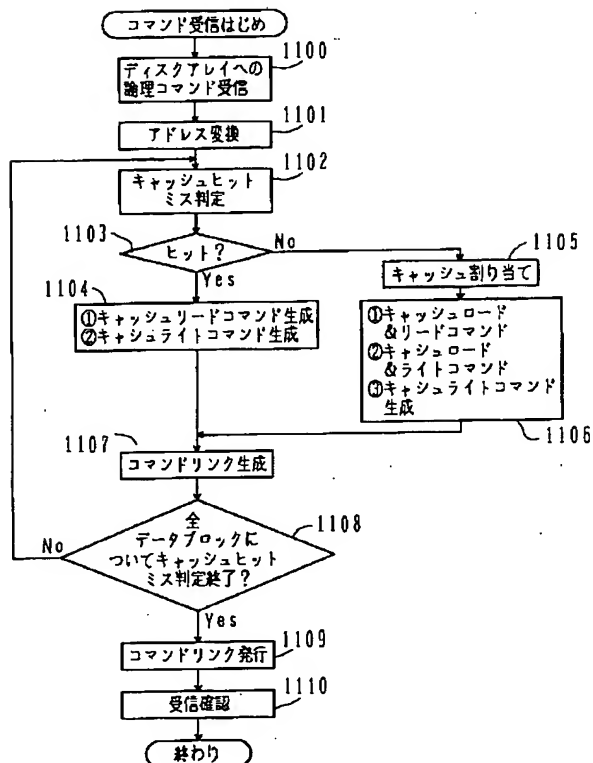 コマンド受信はじめ
1100
ディスクアレイへの
論理コマンド受信
1101
アドレス変換
1102
キャッシュヒット
ミス判定
1103
ヒット?
No
Yes
1104
①キャッシュリードコマンド生成
②キャシュライトコマンド生成
1105
キャッシュ割り当て
①キャッシュロード
&リードコマンド
②キャシュロード
&ライトコマンド
③キャシュライトコマンド
生成
1106
1107
コマンドリンク生成
1108
全
データブロックに
ついてキャッシュヒット
ミス判定終了?
No
Yes
1109
コマンドリンク発行
1110
受信確認
終わり